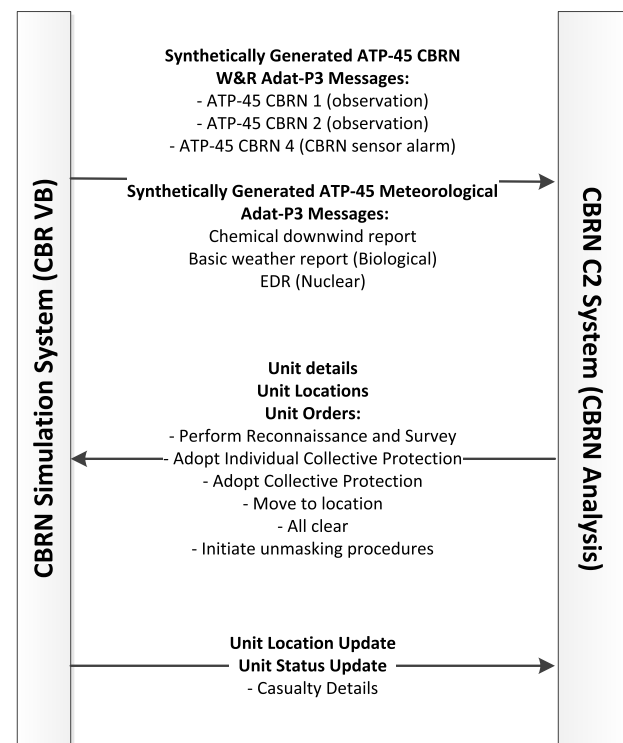 CBRN Simulation System (CBR VB)
Synthetically Generated ATP-45 CBRN
W&R Adat-P3 Messages:
- ATP-45 CBRN 1 (observation)
- ATP-45 CBRN 2 (observation)
- ATP-45 CBRN 4 (CBRN sensor alarm)
Synthetically Generated ATP-45 Meteorological
Adat-P3 Messages:
Chemical downwind report
Basic weather report (Biological)
EDR (Nuclear)
Unit details
Unit Locations
Unit Orders:
- Perform Reconnaissance and Survey
- Adopt Individual Collective Protection
- Adopt Collective Protection
- Move to location
- All clear
- Initiate unmasking procedures
Unit Location Update
Unit Status Update
- Casualty Details
CBRN C2 System (CBRN Analysis)